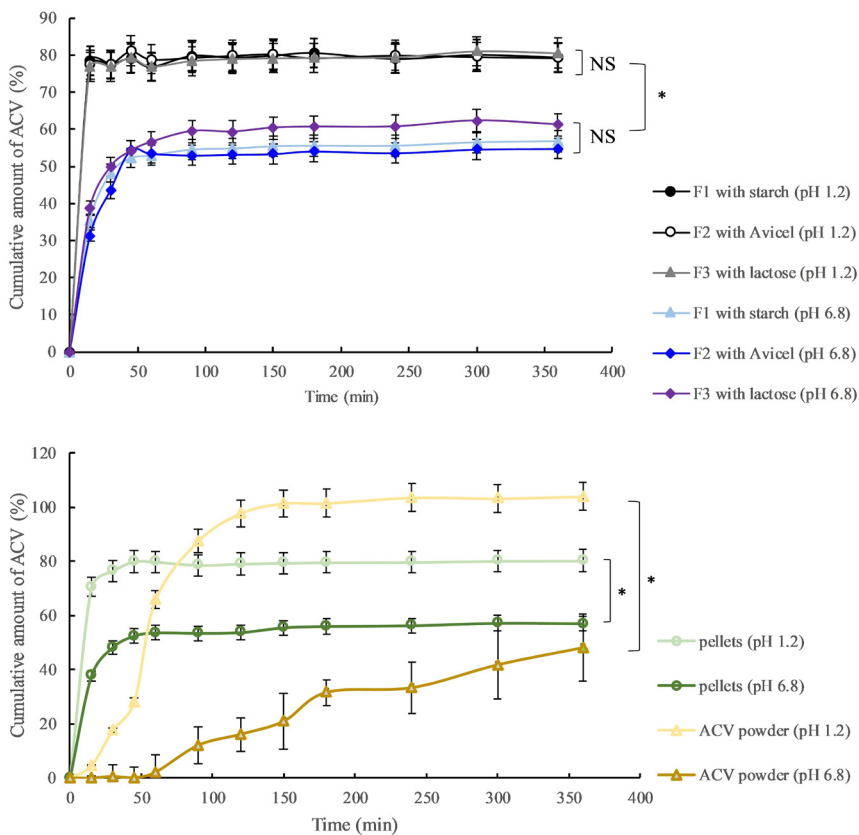 Cumulative amount of ACV (%)
90
80
70
60
50
40
30
20
10
0
0 50 100 150 200 250 300 350 400
Time (min)
NS
*
NS
F1 with starch (pH 1.2)
F2 with Avicel (pH 1.2)
F3 with lactose (pH 1.2)
F1 with starch (pH 6.8)
F2 with Avicel (pH 6.8)
F3 with lactose (pH 6.8)
Cumulative amount of ACV (%)
120
100
80
60
40
20
0
0 50 100 150 200 250 300 350 400
Time (min)
* *
pellets (pH 1.2)
pellets (pH 6.8)
ACV powder (pH 1.2)
ACV powder (pH 6.8)